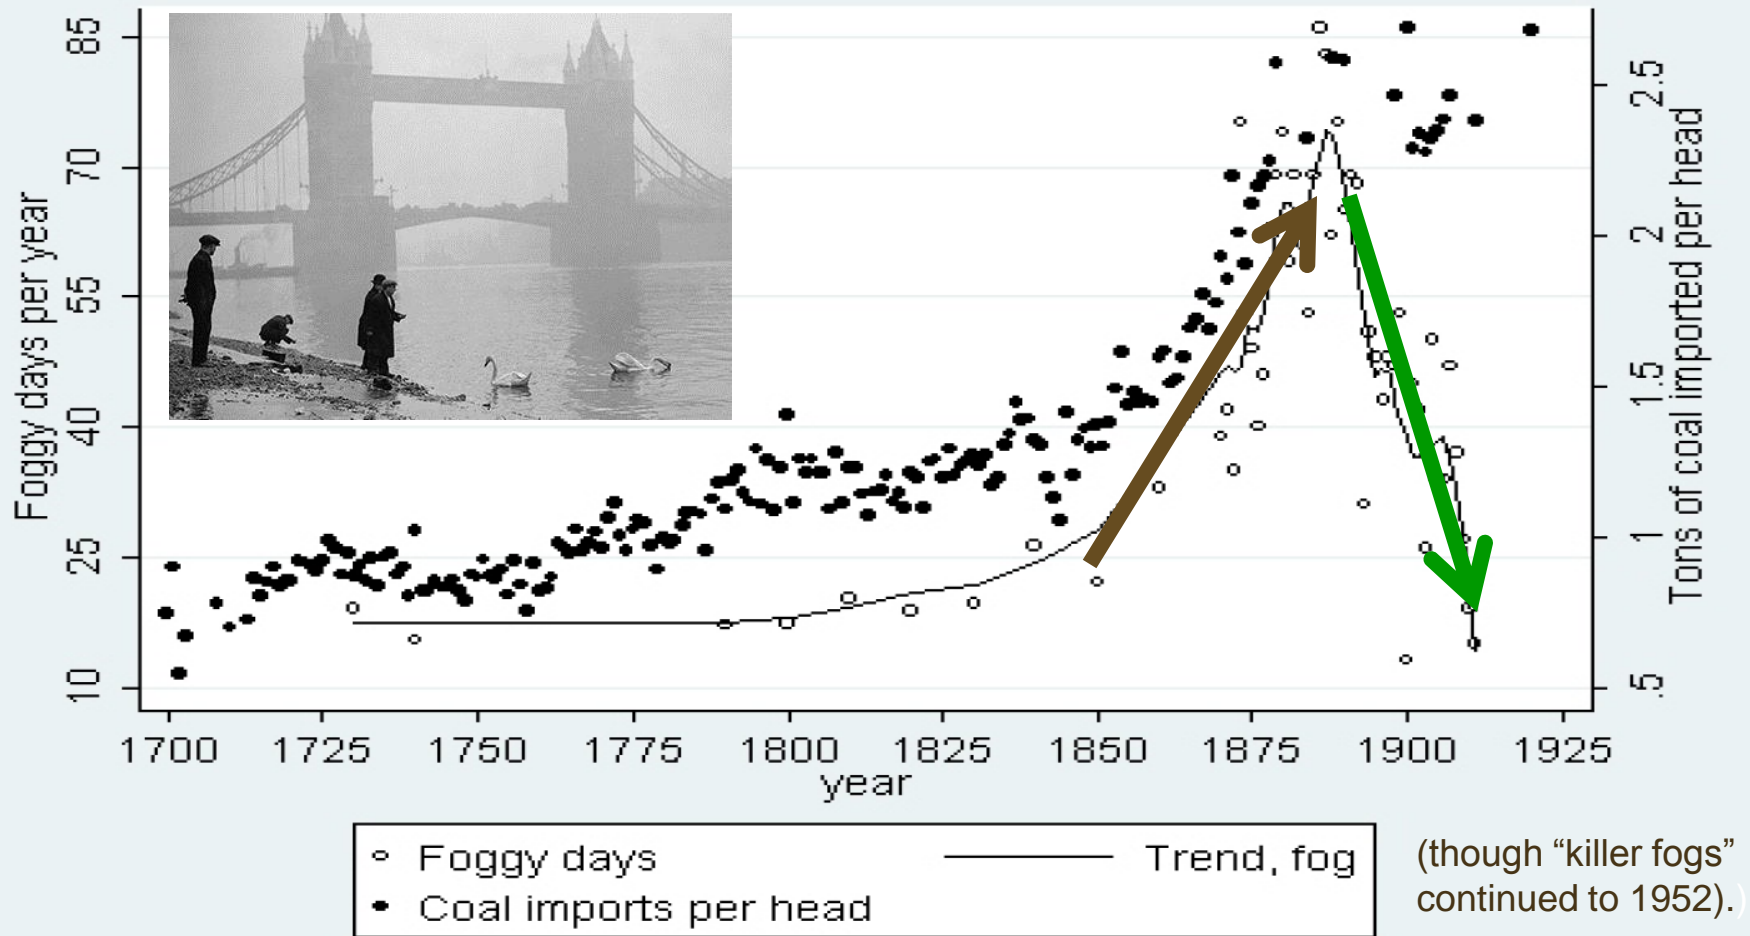 Foggy days per year
85
70
55
40
25
10
Tons of coal imported per head
2.5
2
1.5
1
.5
1700 1725 1750 1775 1800 1825 1850 1875 1900 1925
year
Foggy days
Trend, fog
Coal imports per head
(though “killer fogs”
continued to 1952).)